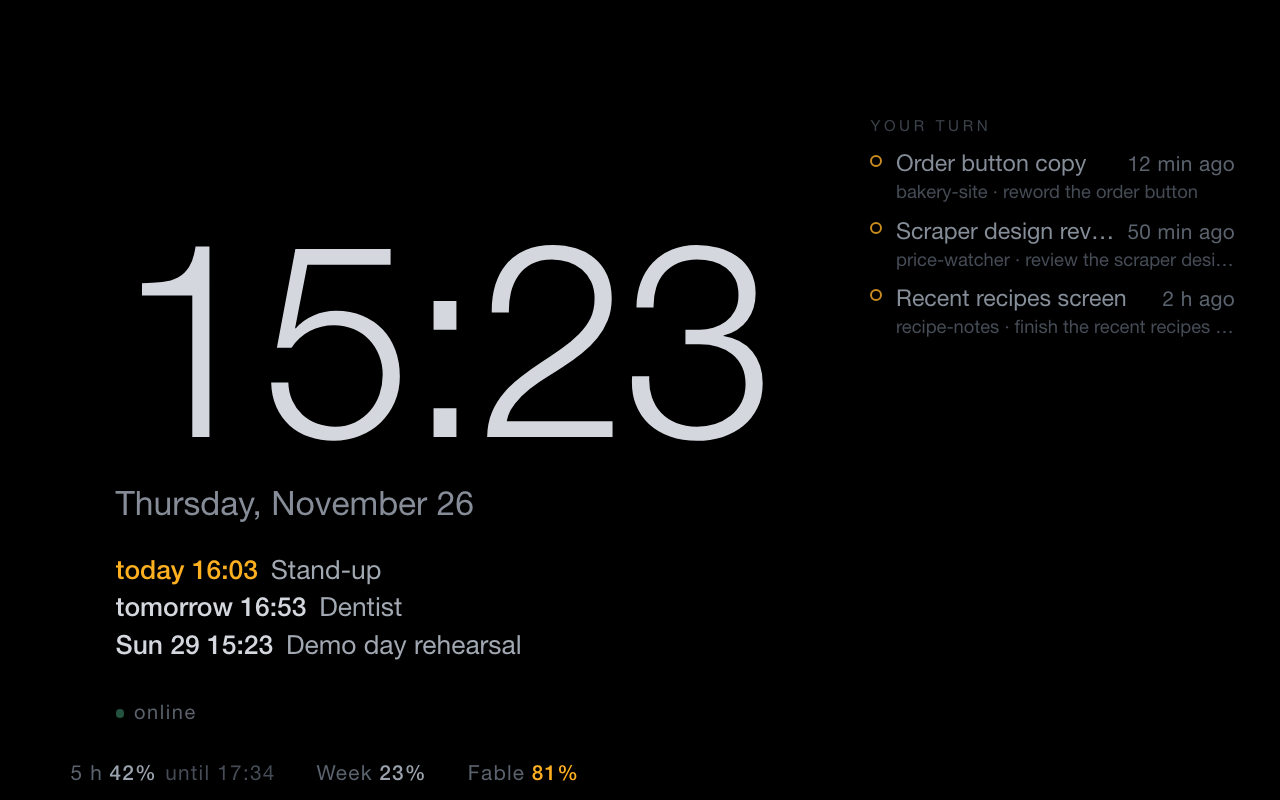 YOUR TURN
Order button copy 12 min ago
bakery-site · reword the order button
Scraper design rev… 50 min ago
price-watcher · review the scraper desi…
Recent recipes screen 2 h ago
recipe-notes · finish the recent recipes …
15:23
Thursday, November 26
today 16:03 Stand-up
tomorrow 16:53 Dentist
Sun 29 15:23 Demo day rehearsal
online
5 h 42% until 17:34 Week 23% Fable 81%